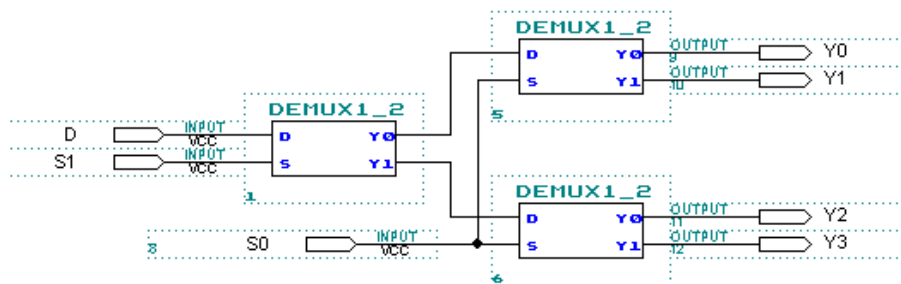 DEMUX1_2
D Y0 OUTPUT Y0
9
S Y1 OUTPUT Y1
10
5
DEMUX1_2
D INPUT D Y0
VCC
S1 INPUT S Y1
VCC
1
DEMUX1_2
D Y0 OUTPUT Y2
11
3 S0 INPUT S Y1 OUTPUT Y3
VCC 12
6